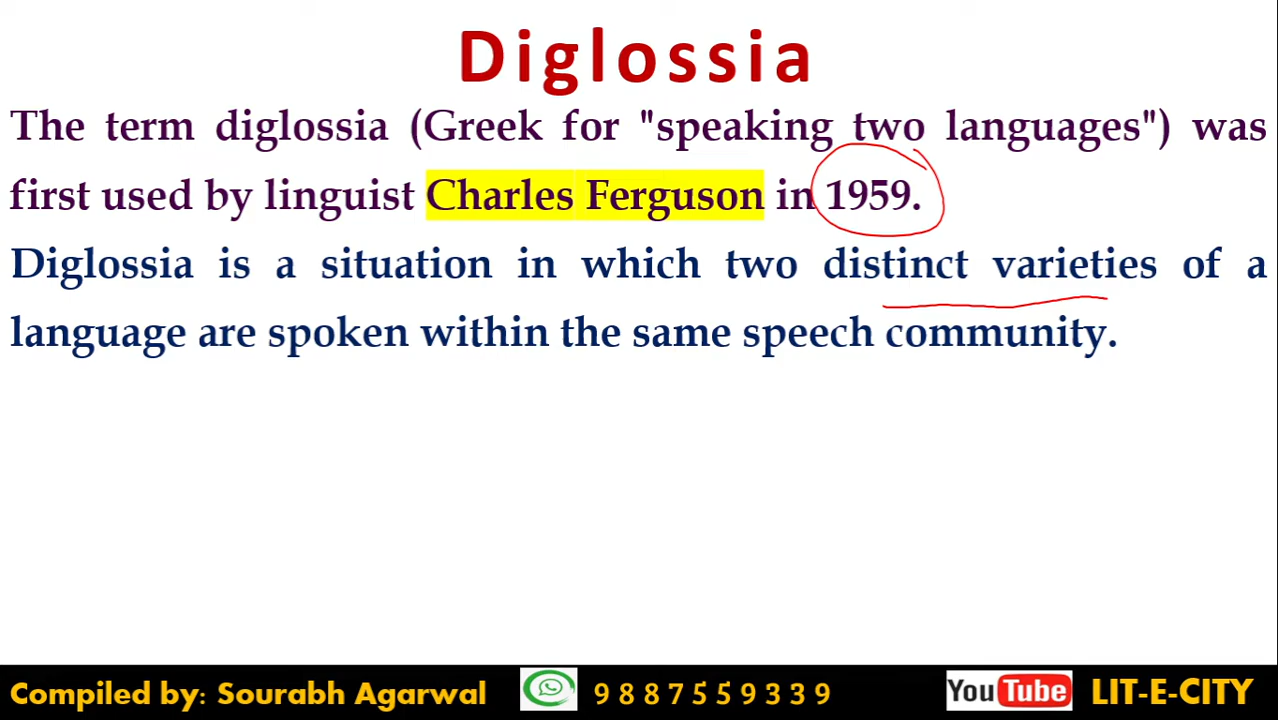 Diglossia
The term diglossia (Greek for "speaking two languages") was
first used by linguist Charles Ferguson in 1959.
Diglossia is a situation in which two distinct varieties of a
language are spoken within the same speech community.
Compiled by: Sourabh Agarwal 9887559339 YouTube LIT-E-CITY